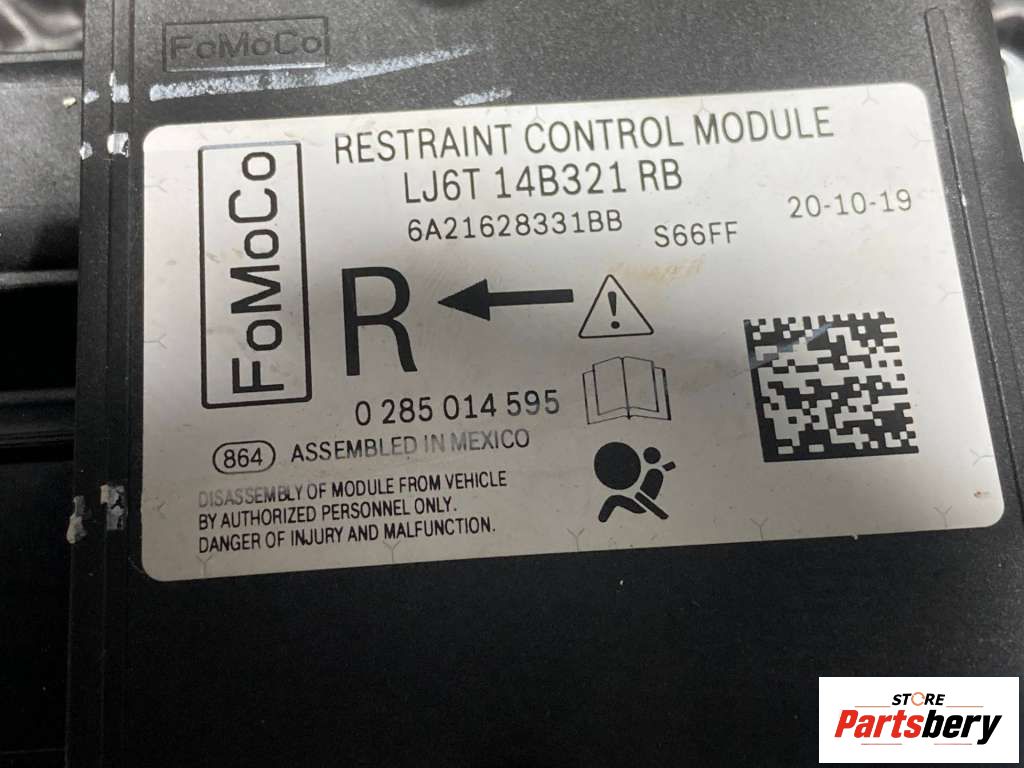 FoMoCo
RESTRAINT CONTROL MODULE
LJ6T 14B321 RB
6A21628331BB S66FF 20-10-19
FoMoCo
R
0 285 014 595
864 ASSEMBLED IN MEXICO
DISASSEMBLY OF MODULE FROM VEHICLE
BY AUTHORIZED PERSONNEL ONLY.
DANGER OF INJURY AND MALFUNCTION.
STORE
Partsbery